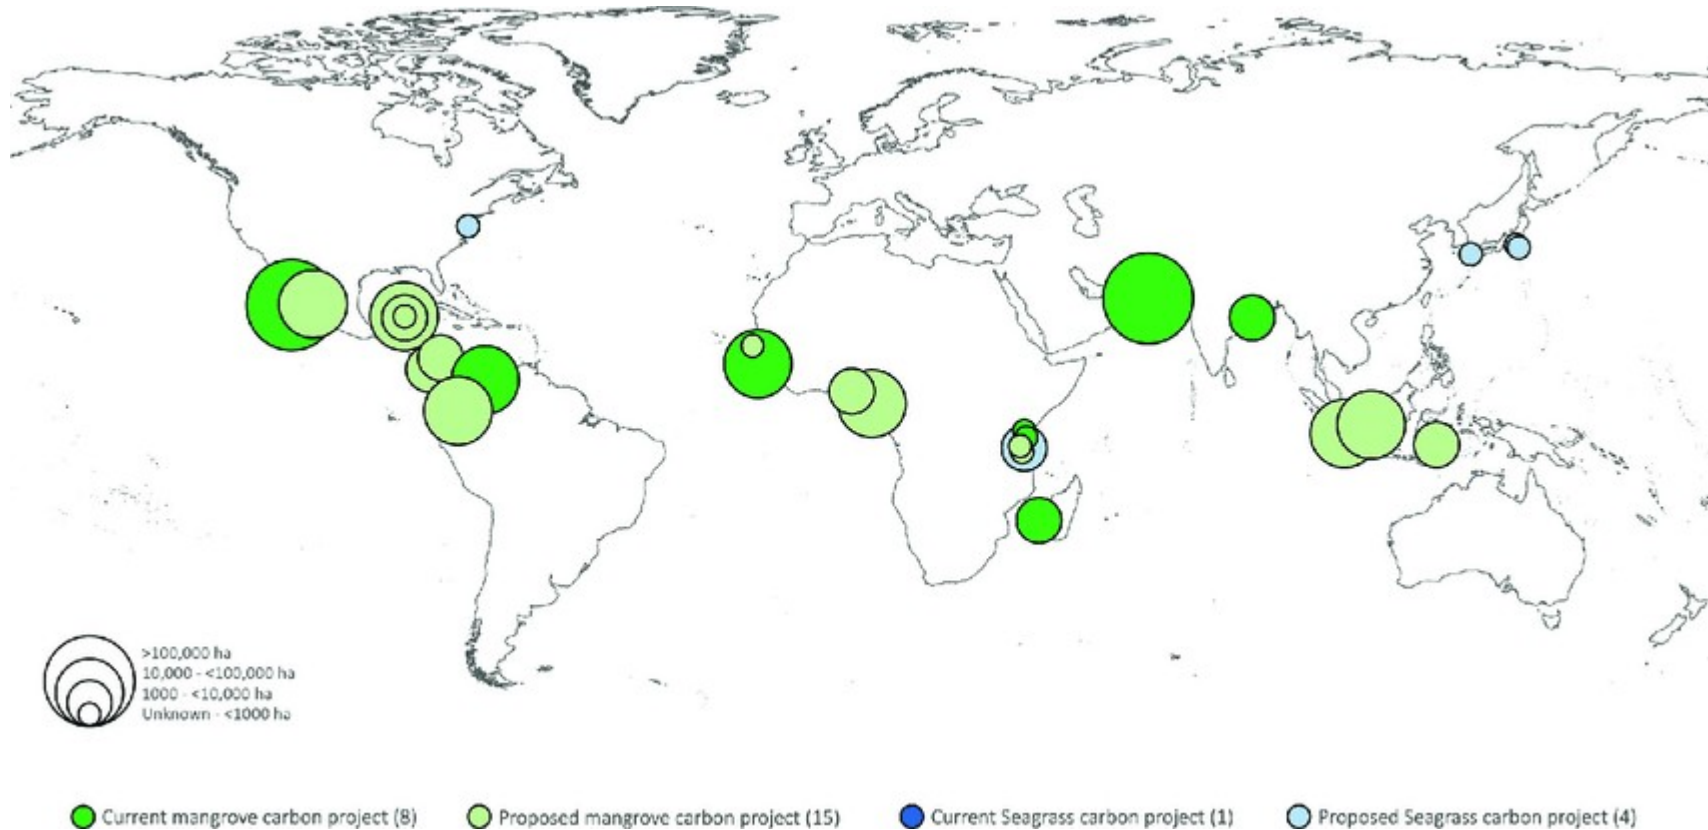 >100,000 ha
10,000 - <100,000 ha
1000 - <10,000 ha
Unknown - <1000 ha
Current mangrove carbon project (8)
Proposed mangrove carbon project (15)
Current Seagrass carbon project (1)
Proposed Seagrass carbon project (4)